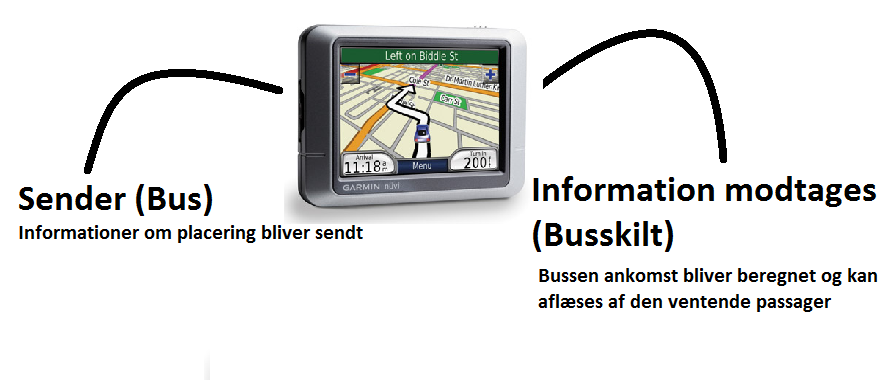 Left on Biddle St
Cole St
Dr Martin Luther K
Arrival
11:18
Menu
Turn In
200
GARMIN nüvi
Sender (Bus)
Informationer om placering bliver sendt
Information modtages
(Busskilt)
Bussen ankomst bliver beregnet og kan
aflæses af den ventende passager